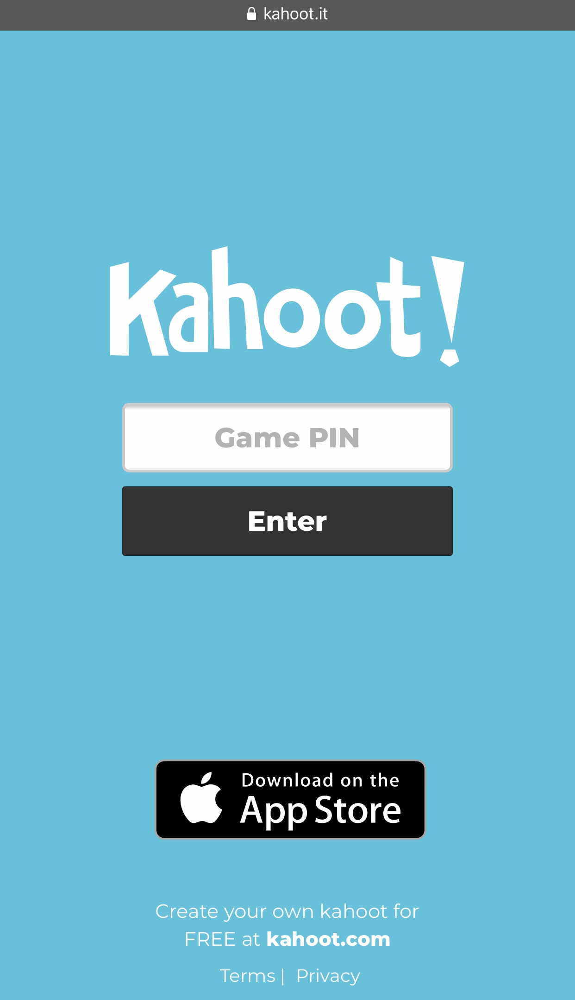 kahoot.it
Kahoot!
Game PIN
Enter
Download on the
App Store
Create your own kahoot for
FREE at kahoot.com
Terms | Privacy